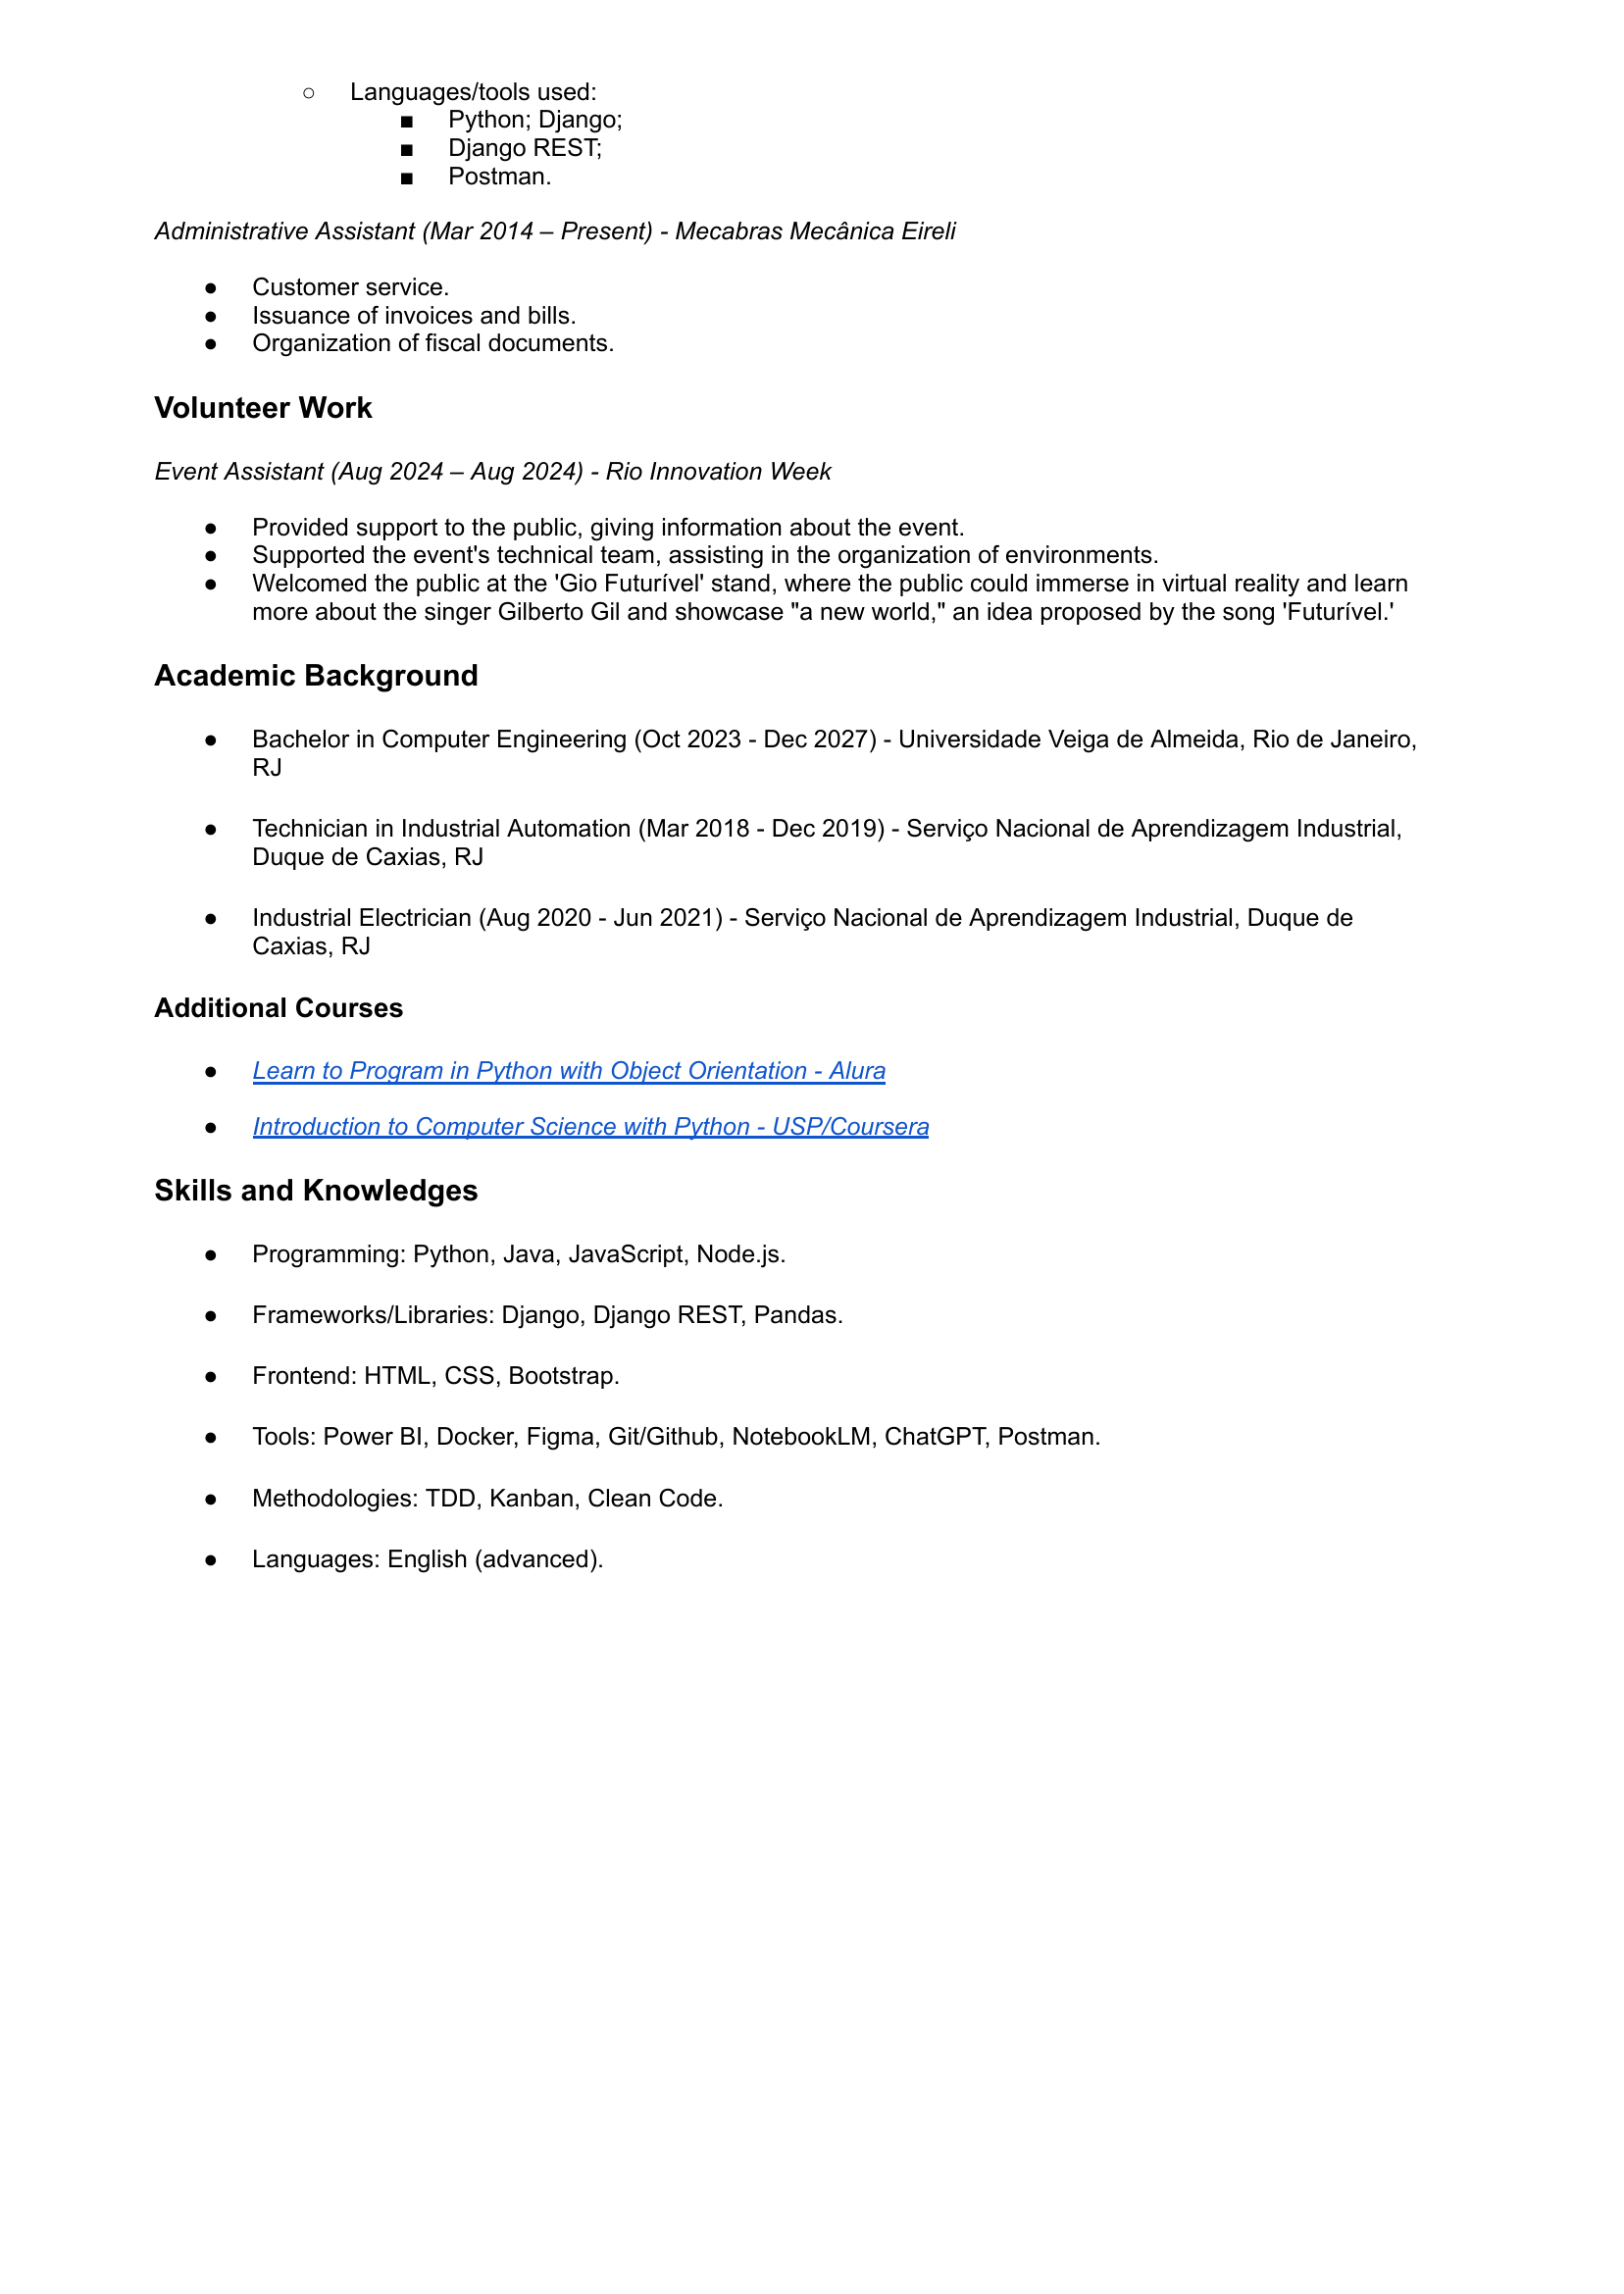 ○ Languages/tools used:
■ Python; Django;
■ Django REST;
■ Postman.
Administrative Assistant (Mar 2014 – Present) - Mecabras Mecânica Eireli
● Customer service.
● Issuance of invoices and bills.
● Organization of fiscal documents.
Volunteer Work
Event Assistant (Aug 2024 – Aug 2024) - Rio Innovation Week
● Provided support to the public, giving information about the event.
● Supported the event's technical team, assisting in the organization of environments.
● Welcomed the public at the 'Gio Futurível' stand, where the public could immerse in virtual reality and learn
more about the singer Gilberto Gil and showcase "a new world," an idea proposed by the song 'Futurível.'
Academic Background
● Bachelor in Computer Engineering (Oct 2023 - Dec 2027) - Universidade Veiga de Almeida, Rio de Janeiro,
RJ
● Technician in Industrial Automation (Mar 2018 - Dec 2019) - Serviço Nacional de Aprendizagem Industrial,
Duque de Caxias, RJ
● Industrial Electrician (Aug 2020 - Jun 2021) - Serviço Nacional de Aprendizagem Industrial, Duque de
Caxias, RJ
Additional Courses
● Learn to Program in Python with Object Orientation - Alura
● Introduction to Computer Science with Python - USP/Coursera
Skills and Knowledges
● Programming: Python, Java, JavaScript, Node.js.
● Frameworks/Libraries: Django, Django REST, Pandas.
● Frontend: HTML, CSS, Bootstrap.
● Tools: Power BI, Docker, Figma, Git/Github, NotebookLM, ChatGPT, Postman.
● Methodologies: TDD, Kanban, Clean Code.
● Languages: English (advanced).